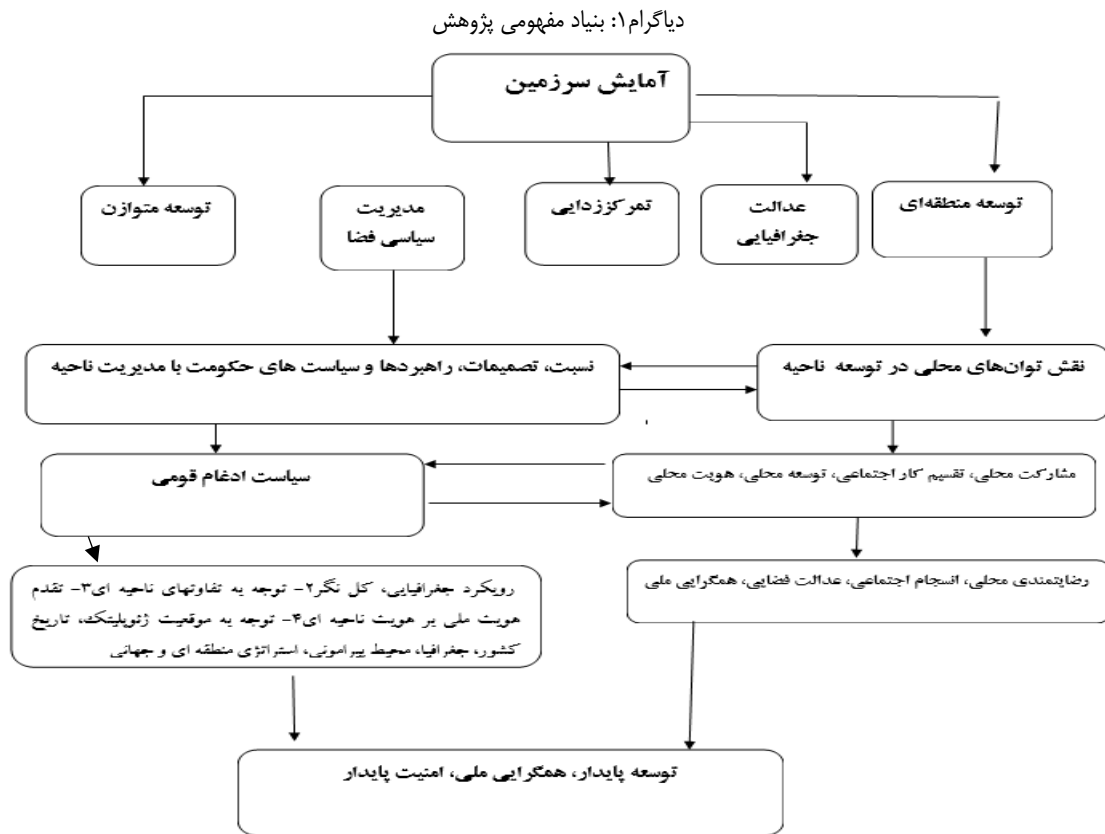 دیاگرام۱: بنیاد مفهومی پژوهش
آمایش سرزمین
توسعه منطقه‌ای
عدالت
جغرافیایی
تمرکززدایی
مدیریت
سیاسی فضا
توسعه متوازن
نقش توان‌های محلی در توسعه ناحیه
نسبت، تصمیمات، راهبردها و سیاست های حکومت با مدیریت ناحیه
مشارکت محلی، تقسیم کار اجتماعی، توسعه محلی، هویت محلی
سیاست ادغام قومی
رضایتمندی محلی، انسجام اجتماعی، عدالت فضایی، همگرایی ملی
رویکرد جغرافیایی، کل نگر۲- توجه به تفاوتهای ناحیه ای۳- تقدم
هویت ملی بر هویت ناحیه ای۴- توجه به موقعیت ژئوپلیتک، تاریخ
کشور، جغرافیا، محیط پیرامونی، استراتژی منطقه ای و جهانی
توسعه پایدار، همگرایی ملی، امنیت پایدار